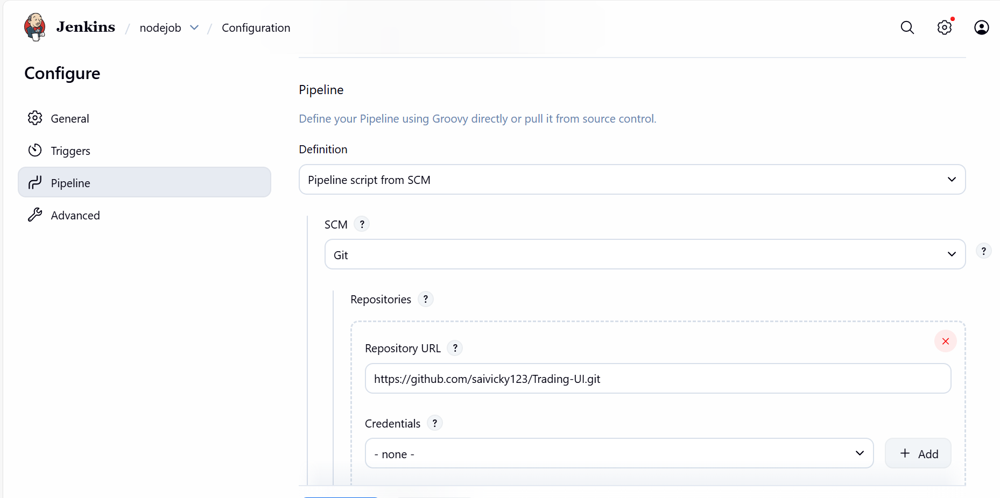 Jenkins / nodejob / Configuration
Configure
General
Triggers
Pipeline
Advanced
Pipeline
Define your Pipeline using Groovy directly or pull it from source control.
Definition
Pipeline script from SCM
SCM ?
Git
?
Repositories ?
Repository URL ?
https://github.com/saivicky123/Trading-UI.git
Credentials ?
- none -
+ Add